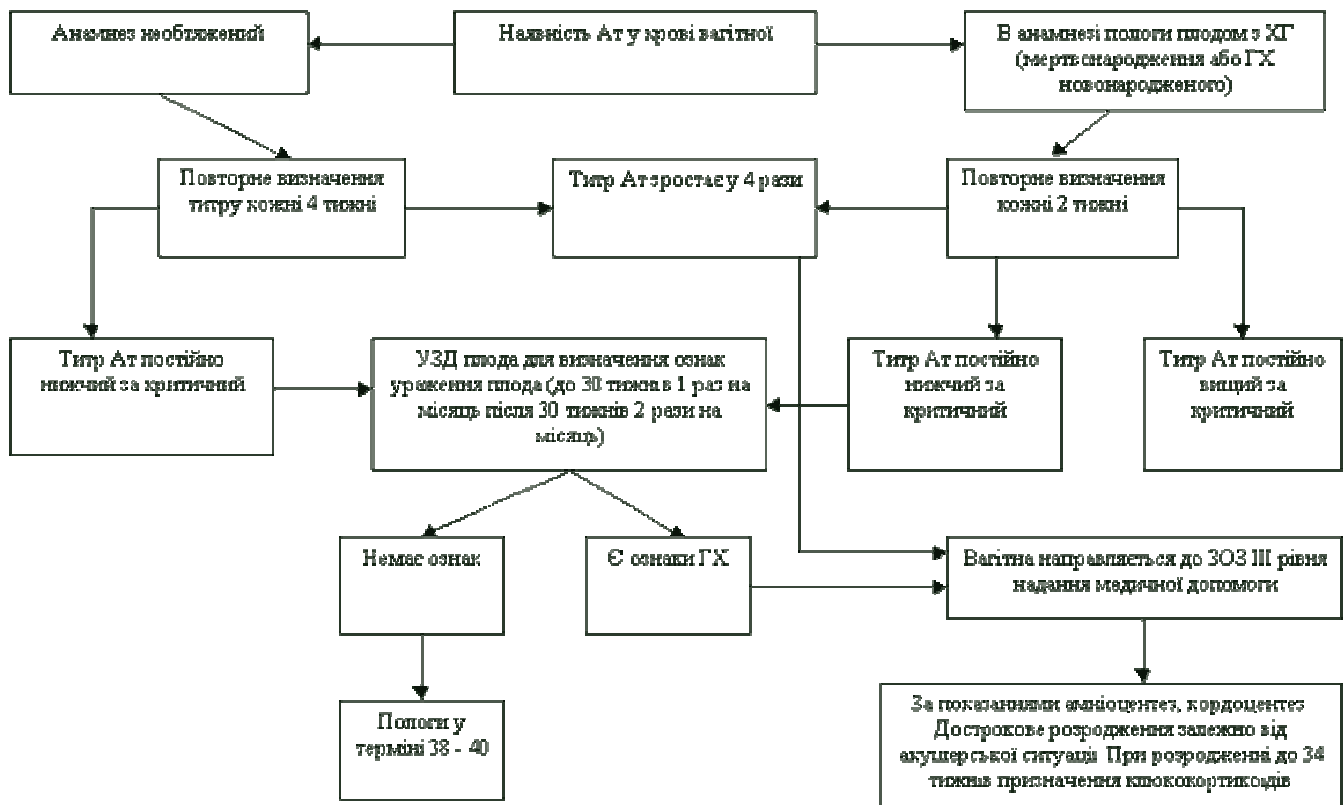 Анамнез необтяжений
Наявність Ат у крові вагітної
В анамнезі пологи плодом з ХГ
(мертвонародження або ГХ
новонародженого)
Повторне визначення
титру кожні 4 тижні
Титр Ат зростає у 4 рази
Повторне визначення
кожні 2 тижні
Титр Ат постійно
нижчий за критичний
УЗД плода для визначення ознак
ураження плода (до 30 тижнів 1 раз на
місяць після 30 тижнів 2 рази на
місяць)
Титр Ат постійно
нижчий за
критичний
Титр Ат постійно
вищий за
критичний
Немає ознак
Є ознаки ГХ
Вагітна направляється до ЗОЗ III рівня
надання медичної допомоги
Пологи у
терміні 38 - 40
За показаннями амніоцентез, кордоцентез
Дострокове розродження залежно від
акушерської ситуації При розродженні до 34
тижнів призначення клюкокортикоїдів